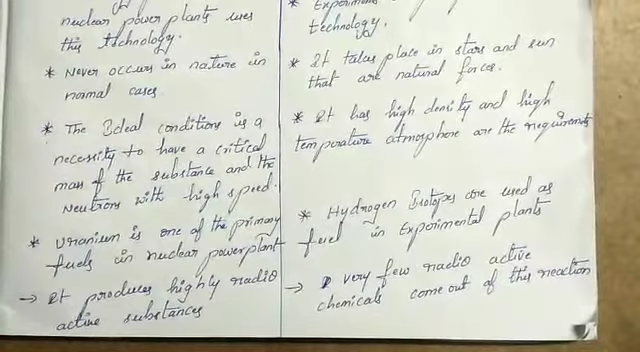 nuclear power plants uses
this technology.
* Never occurs in nature in
normal cases
* The Ideal conditions is a
necessity to have a critical
mass of the substance and the
Neutrons with high speed.
* Uranium is one of the primary
fuels in nuclear powerplant
→ It produces highly radio
active substances
* Experim
technology.
* It takes place in stars and sun
that are natural forces.
* It has high density and high
temperature atmosphere are the requirements
* Hydrogen Isotopes are used as
fuel in Experimental plants
→ very few radio active
chemicals come out of this reaction